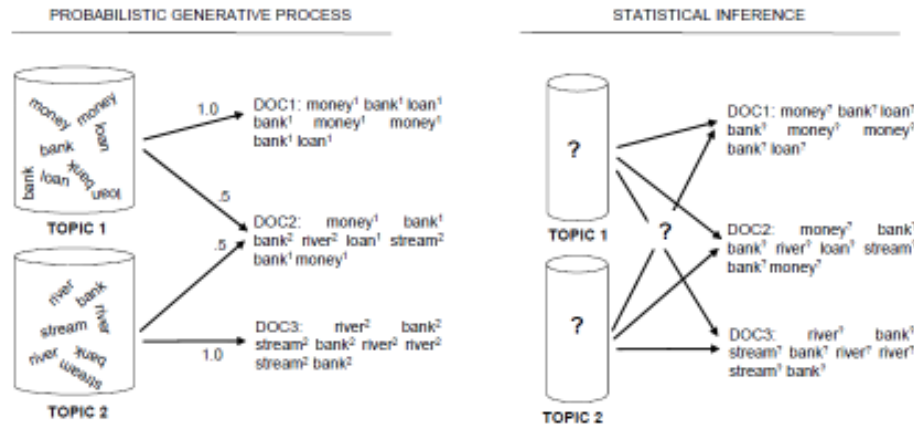 PROBABILISTIC GENERATIVE PROCESS
money
money
loan
bank
bank
loan
bank
loan
TOPIC 1
river
bank
river
stream
river
bank
stream
TOPIC 2
1.0
.5
.5
1.0
DOC1: money¹ bank¹ loan¹
bank¹ money¹ money¹
bank¹ loan¹
DOC2: money¹ bank¹
bank² river² loan¹ stream²
bank¹ money¹
DOC3: river² bank²
stream² bank² river² river²
stream² bank²
STATISTICAL INFERENCE
?
TOPIC 1
?
TOPIC 2
?
DOC1: money? bank? loan?
bank? money? money?
bank? loan?
DOC2: money? bank?
bank? river? loan? stream?
bank? money?
DOC3: river? bank?
stream? bank? river? river?
stream? bank?